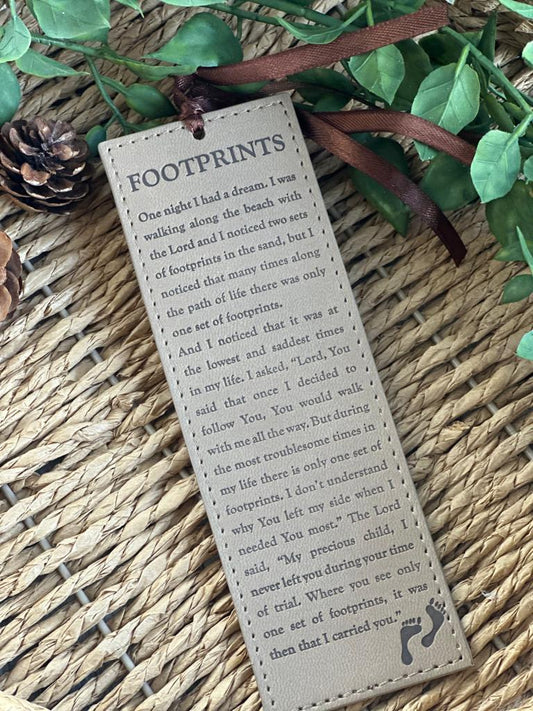 FOOTPRINTS
One night I had a dream. I was
walking along the beach with
the Lord and I noticed two sets
of footprints in the sand, but I
noticed that many times along
the path of life there was only
one set of footprints.
And I noticed that it was at
the lowest and saddest times
in my life. I asked, “Lord, You
said that once I decided to
follow You, You would walk
with me all the way. But during
the most troublesome times in
my life there is only one set of
footprints. I don’t understand
why You left my side when I
needed You most.” The Lord
said, “My precious child, I
never left you during your time
of trial. Where you see only
one set of footprints, it was
then that I carried you.”